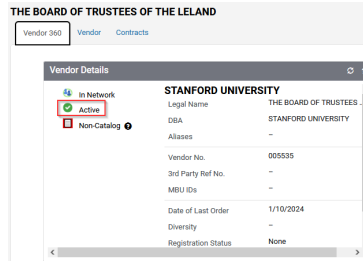 THE BOARD OF TRUSTEES OF THE LELAND
Vendor 360 Vendor Contracts
Vendor Details
In Network
Active
Non-Catalog ?
STANFORD UNIVERSITY
Legal Name THE BOARD OF TRUSTEES ..
DBA STANFORD UNIVERSITY
Aliases –
Vendor No. 005535
3rd Party Ref No. –
MBU IDs –
Date of Last Order 1/10/2024
Diversity –
Registration Status None